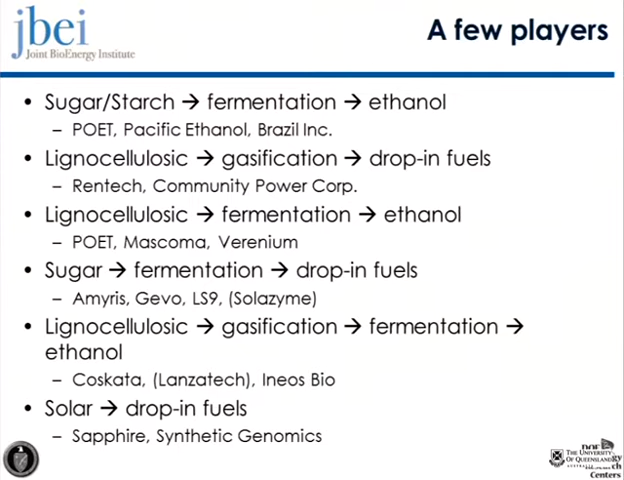 jbei
Joint BioEnergy Institute
A few players
• Sugar/Starch → fermentation → ethanol
– POET, Pacific Ethanol, Brazil Inc.
• Lignocellulosic → gasification → drop-in fuels
– Rentech, Community Power Corp.
• Lignocellulosic → fermentation → ethanol
– POET, Mascoma, Verenium
• Sugar → fermentation → drop-in fuels
– Amyris, Gevo, LS9, (Solazyme)
• Lignocellulosic → gasification → fermentation →
ethanol
– Coskata, (Lanzatech), Ineos Bio
• Solar → drop-in fuels
– Sapphire, Synthetic Genomics
THE UNIVERSITY
OF QUEENSLAND
Centers